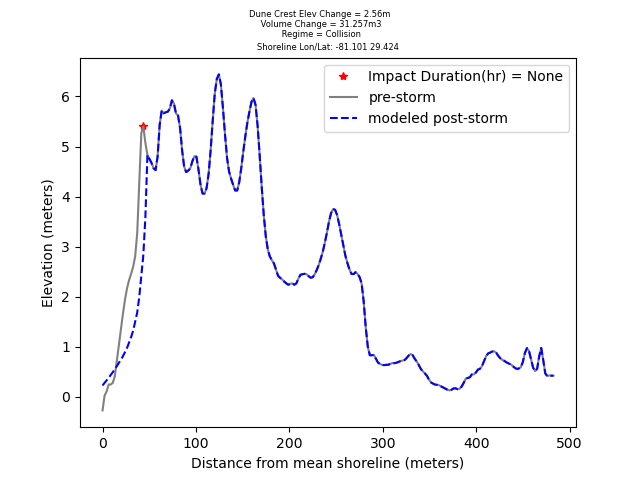 Dune Crest Elev Change = 2.56m
Volume Change = 31.257m3
Regime = Collision
Shoreline Lon/Lat: -81.101 29.424
Impact Duration(hr) = None
pre-storm
modeled post-storm
Elevation (meters)
6
5
4
3
2
1
0
0 100 200 300 400 500
Distance from mean shoreline (meters)